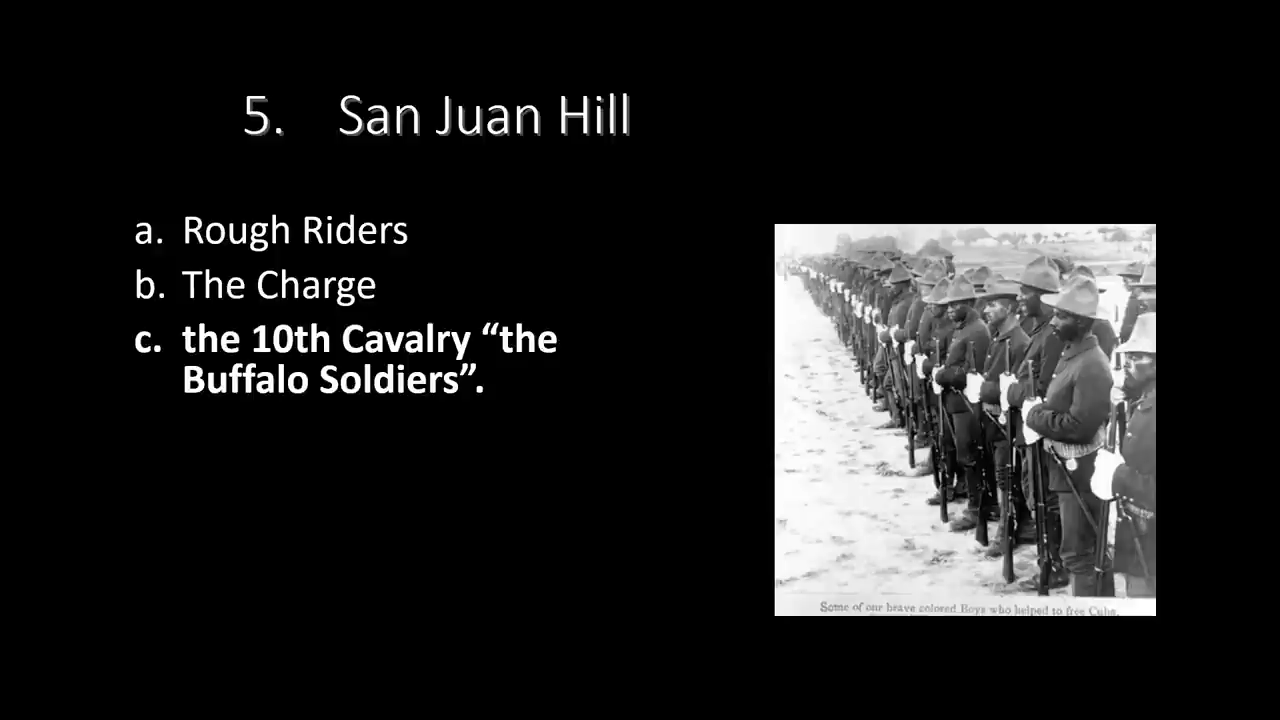 5. San Juan Hill
a. Rough Riders
b. The Charge
c. the 10th Cavalry “the
Buffalo Soldiers”.
Some of our brave colored Boys who helped to free Cuba.